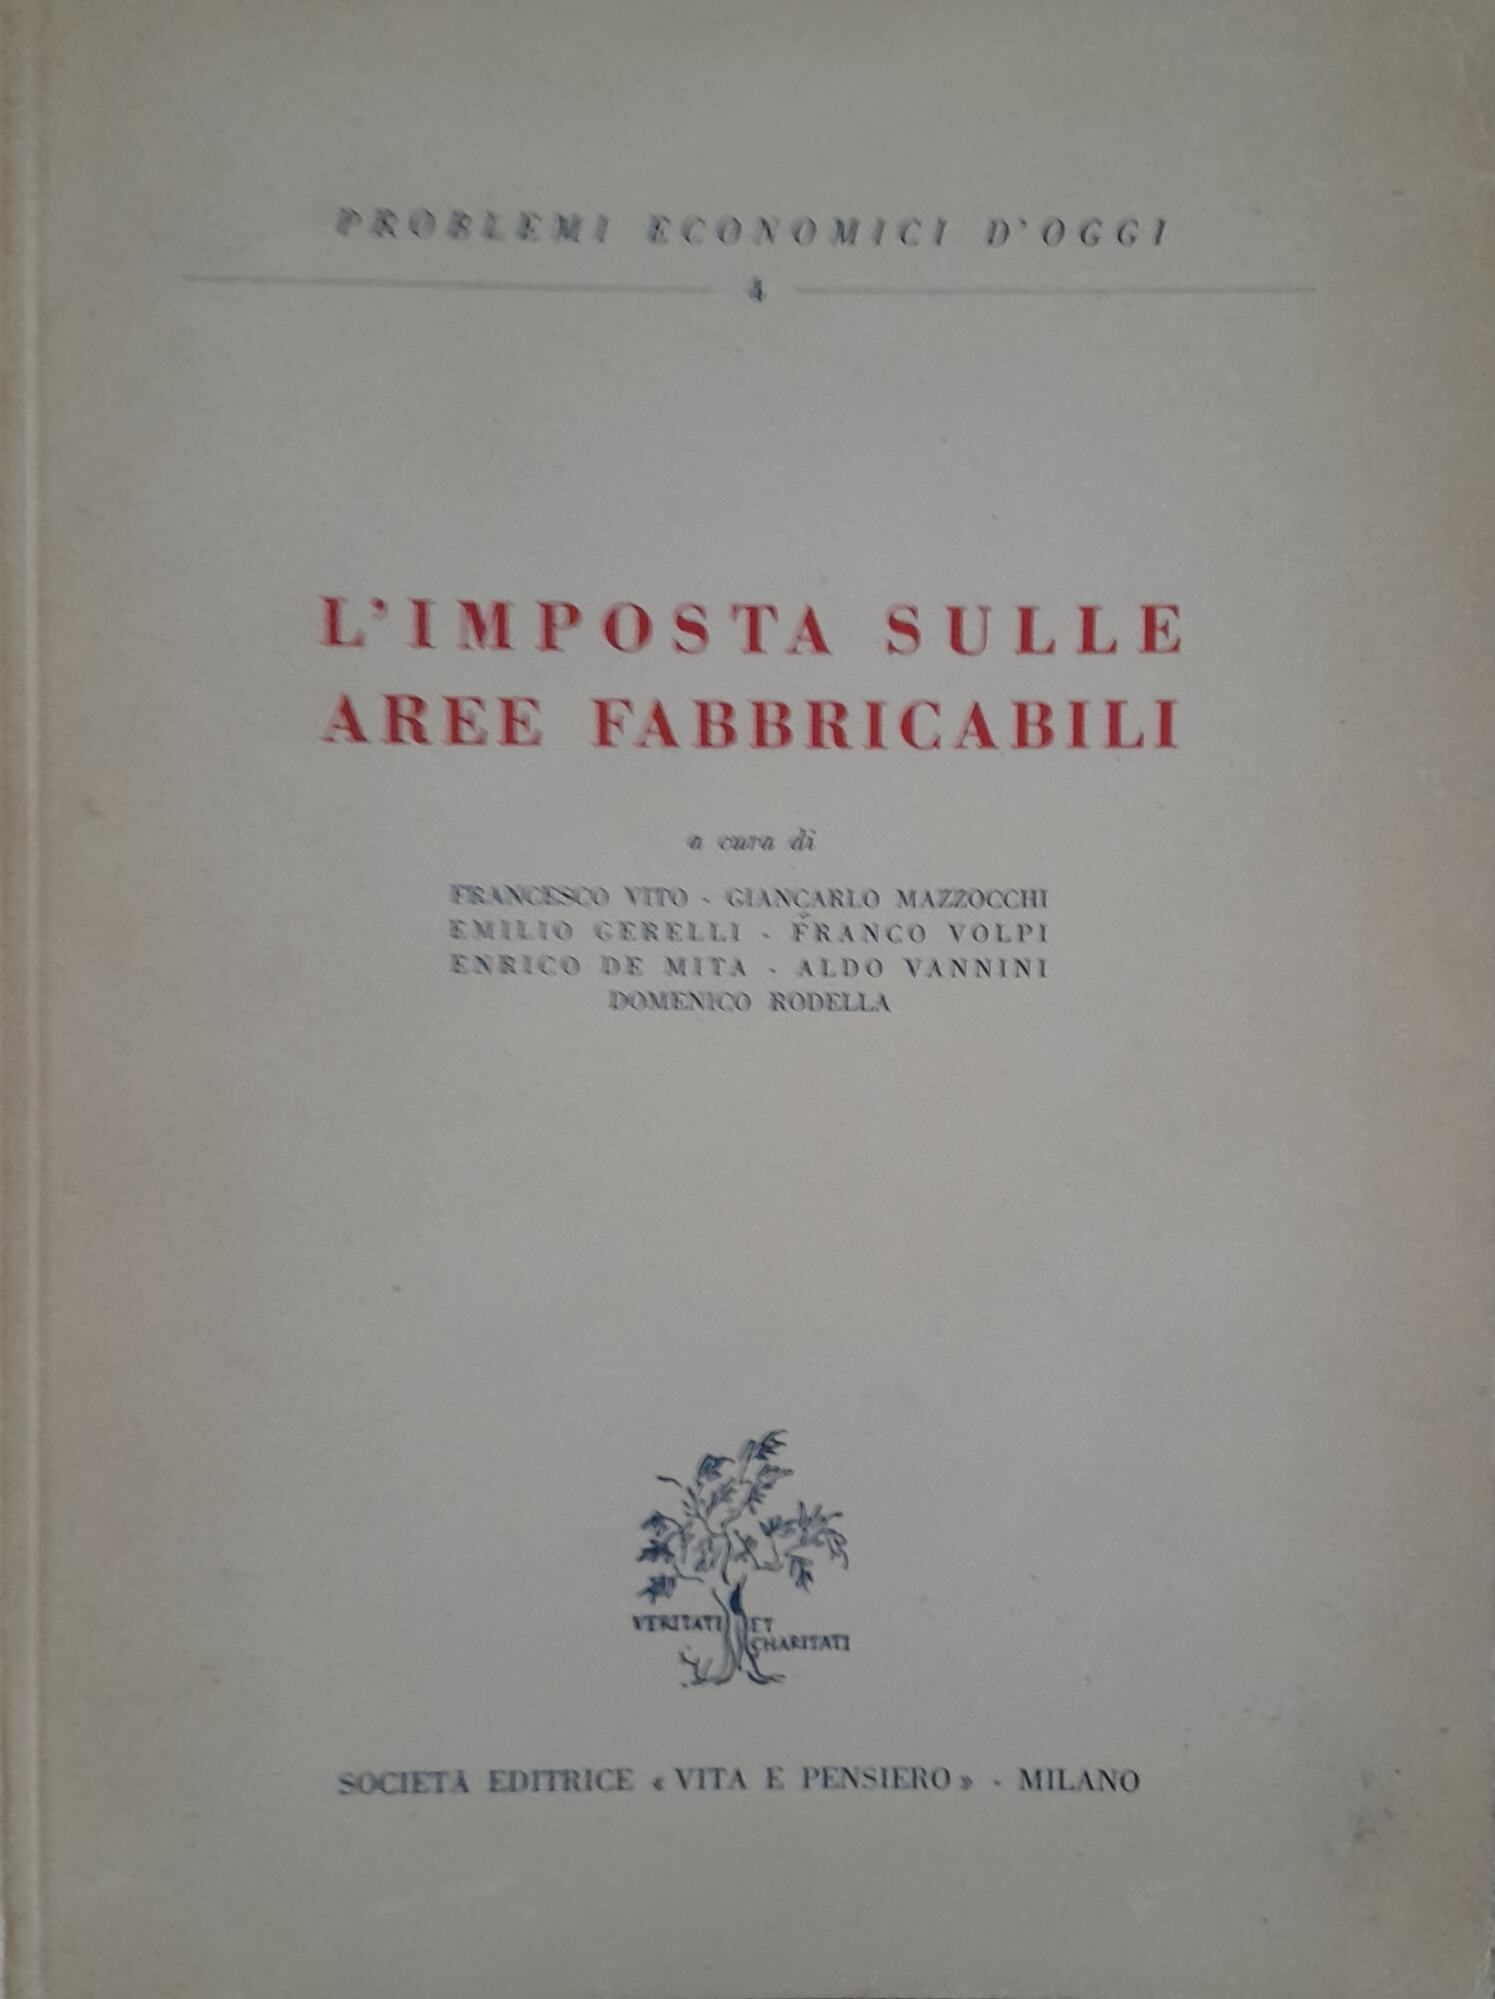 PROBLEMI ECONOMICI D'OGGI
4
L'IMPOSTA SULLE
AREE FABBRICABILI
a cura di
FRANCESCO VITO - GIANCARLO MAZZOCCHI
EMILIO GERELLI - FRANCO VOLPI
ENRICO DE MITA - ALDO VANNINI
DOMENICO RODELLA
VERITATI ET
CHARITATI
SOCIETÀ EDITRICE « VITA E PENSIERO » - MILANO